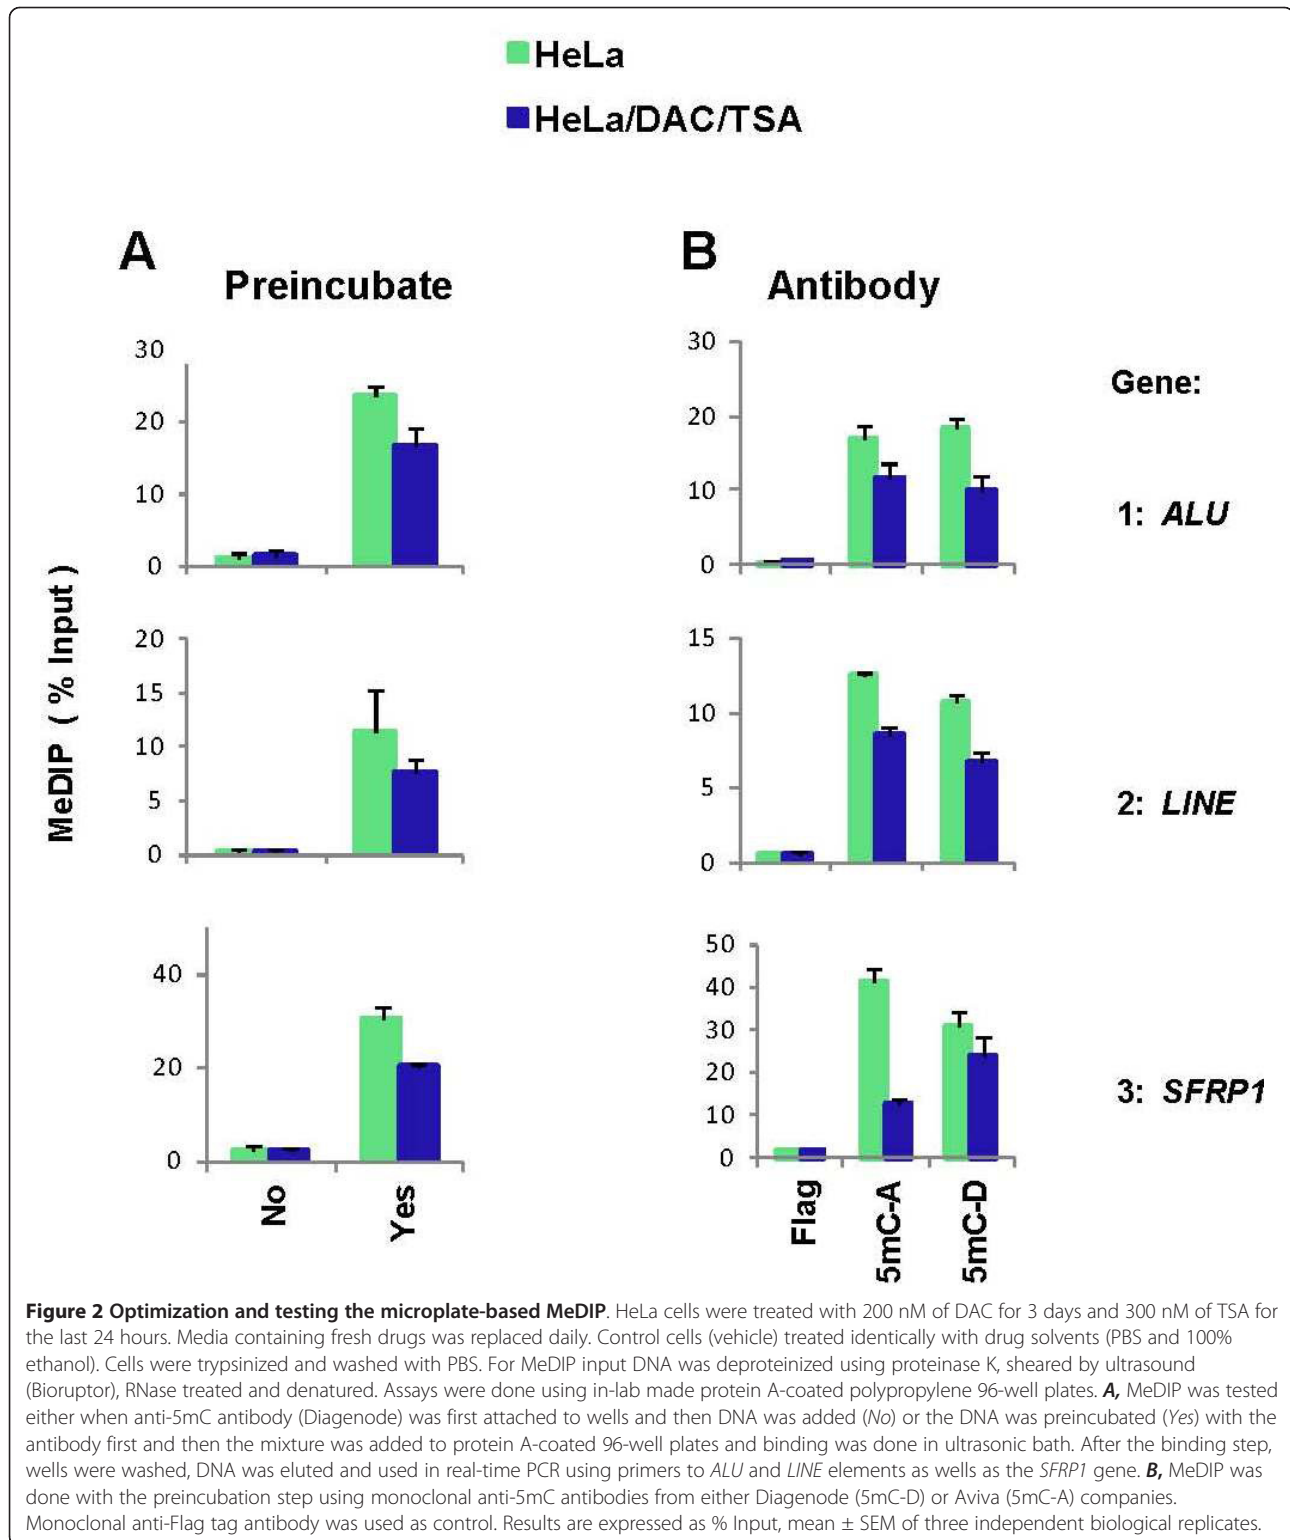 HeLa
HeLa/DAC/TSA
A
Preincubate
B
Antibody
Gene:
MeDIP ( % Input )
30
20
10
0
30
20
10
0
1: ALU
20
15
10
5
0
15
10
5
0
2: LINE
40
20
0
50
40
30
20
10
0
3: SFRP1
No
Yes
Flag
5mC-A
5mC-D
Figure 2 Optimization and testing the microplate-based MeDIP. HeLa cells were treated with 200 nM of DAC for 3 days and 300 nM of TSA for
the last 24 hours. Media containing fresh drugs was replaced daily. Control cells (vehicle) treated identically with drug solvents (PBS and 100%
ethanol). Cells were trypsinized and washed with PBS. For MeDIP input DNA was deproteinized using proteinase K, sheared by ultrasound
(Bioruptor), RNase treated and denatured. Assays were done using in-lab made protein A-coated polypropylene 96-well plates. A, MeDIP was tested
either when anti-5mC antibody (Diagenode) was first attached to wells and then DNA was added (No) or the DNA was preincubated (Yes) with the
antibody first and then the mixture was added to protein A-coated 96-well plates and binding was done in ultrasonic bath. After the binding step,
wells were washed, DNA was eluted and used in real-time PCR using primers to ALU and LINE elements as wells as the SFRP1 gene. B, MeDIP was
done with the preincubation step using monoclonal anti-5mC antibodies from either Diagenode (5mC-D) or Aviva (5mC-A) companies.
Monoclonal anti-Flag tag antibody was used as control. Results are expressed as % Input, mean ± SEM of three independent biological replicates.